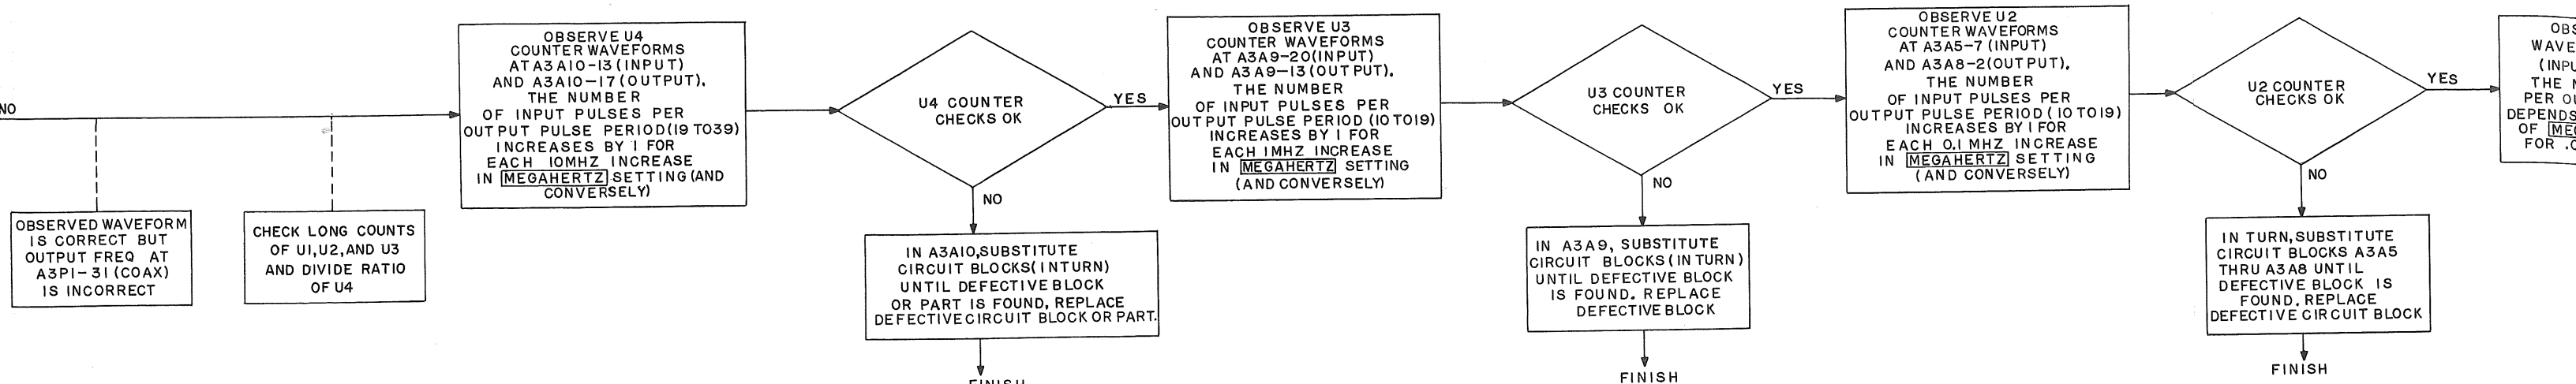 NO
OBSERVED WAVEFORM
IS CORRECT BUT
OUTPUT FREQ AT
A3P1-31 (COAX)
IS INCORRECT
CHECK LONG COUNTS
OF U1, U2, AND U3
AND DIVIDE RATIO
OF U4
OBSERVE U4
COUNTER WAVEFORMS
AT A3A10-13 (INPUT)
AND A3A10-17 (OUTPUT).
THE NUMBER
OF INPUT PULSES PER
OUTPUT PULSE PERIOD (19 TO 39)
INCREASES BY 1 FOR
EACH 10MHZ INCREASE
IN MEGAHERTZ SETTING (AND
CONVERSELY)
U4 COUNTER
CHECKS OK
YES
NO
IN A3A10, SUBSTITUTE
CIRCUIT BLOCKS (IN TURN)
UNTIL DEFECTIVE BLOCK
OR PART IS FOUND, REPLACE
DEFECTIVE CIRCUIT BLOCK OR PART.
FINISH
OBSERVE U3
COUNTER WAVEFORMS
AT A3A9-20 (INPUT)
AND A3A9-13 (OUTPUT).
THE NUMBER
OF INPUT PULSES PER
OUTPUT PULSE PERIOD (10 TO 19)
INCREASES BY 1 FOR
EACH 1MHZ INCREASE
IN MEGAHERTZ SETTING
(AND CONVERSELY)
U3 COUNTER
CHECKS OK
YES
NO
IN A3A9, SUBSTITUTE
CIRCUIT BLOCKS (IN TURN)
UNTIL DEFECTIVE BLOCK
IS FOUND. REPLACE
DEFECTIVE BLOCK
FINISH
OBSERVE U2
COUNTER WAVEFORMS
AT A3A5-7 (INPUT)
AND A3A8-2 (OUTPUT).
THE NUMBER
OF INPUT PULSES PER
OUTPUT PULSE PERIOD (10 TO 19)
INCREASES BY 1 FOR
EACH 0.1 MHZ INCREASE
IN MEGAHERTZ SETTING
(AND CONVERSELY)
U2 COUNTER
CHECKS OK
YES
NO
IN TURN, SUBSTITUTE
CIRCUIT BLOCKS A3A5
THRU A3A8 UNTIL
DEFECTIVE BLOCK IS
FOUND. REPLACE
DEFECTIVE CIRCUIT BLOCK
FINISH
THE
PER
DEPENDS
OF
FOR